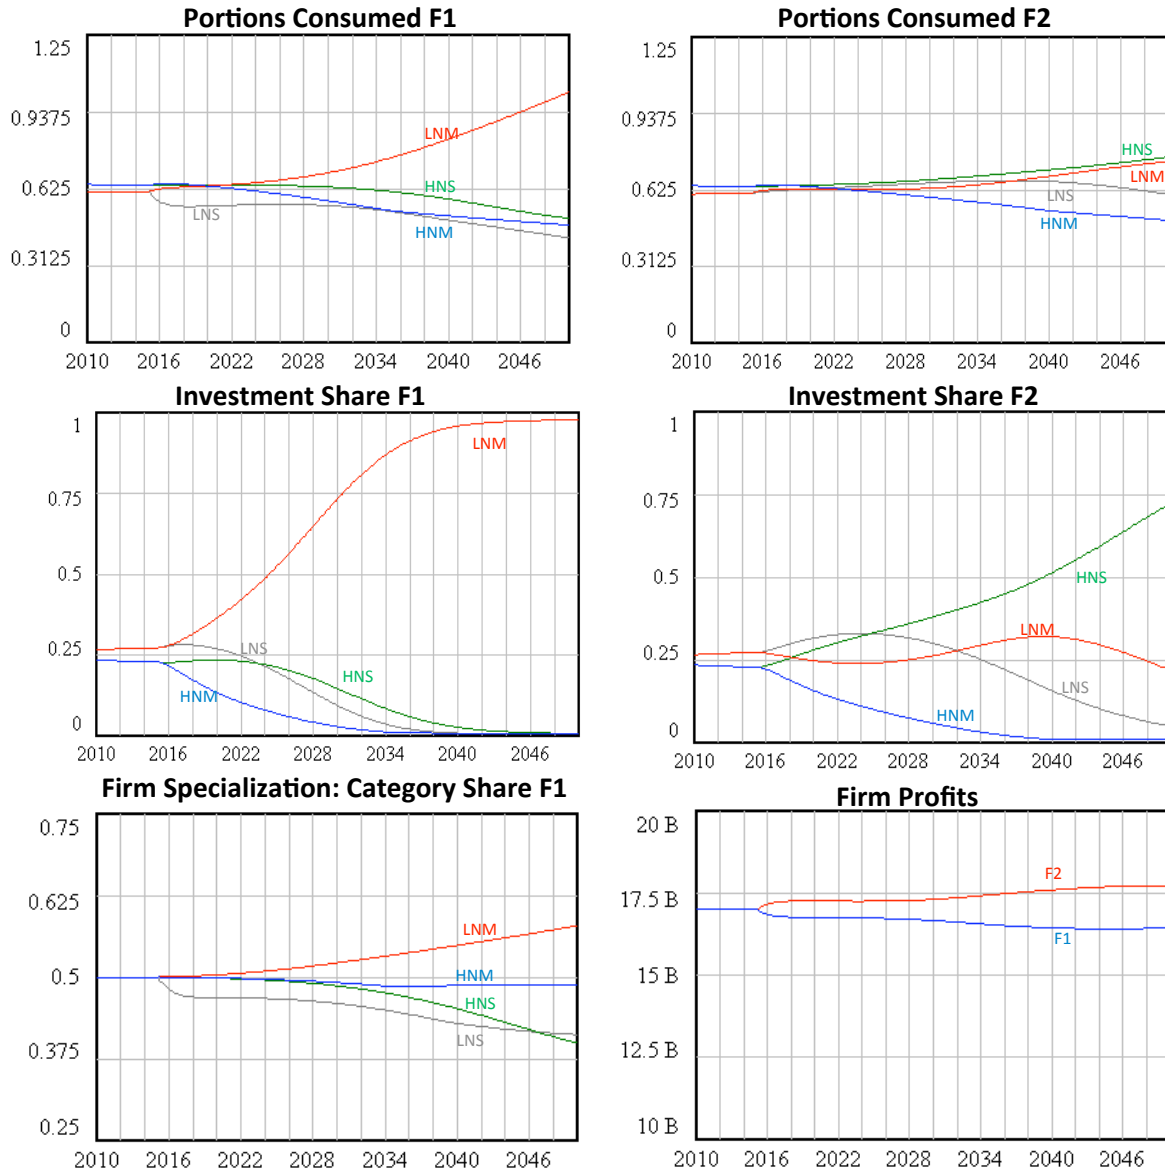 Portions Consumed F1
1.25
0.9375
0.625
0.3125
0
LNM
HNS
LNS
HNM
2010 2016 2022 2028 2034 2040 2046
Portions Consumed F2
1.25
0.9375
0.625
0.3125
0
HNS
LNM
LNS
HNM
2010 2016 2022 2028 2034 2040 2046
Investment Share F1
1
0.75
0.5
0.25
0
LNM
LNS
HNS
HNM
2010 2016 2022 2028 2034 2040 2046
Investment Share F2
1
0.75
0.5
0.25
0
HNS
LNM
LNS
HNM
2010 2016 2022 2028 2034 2040 2046
Firm Specialization: Category Share F1
0.75
0.625
0.5
0.375
0.25
LNM
HNM
HNS
LNS
2010 2016 2022 2028 2034 2040 2046
Firm Profits
20 B
17.5 B
15 B
12.5 B
10 B
F2
F1
2010 2016 2022 2028 2034 2040 2046